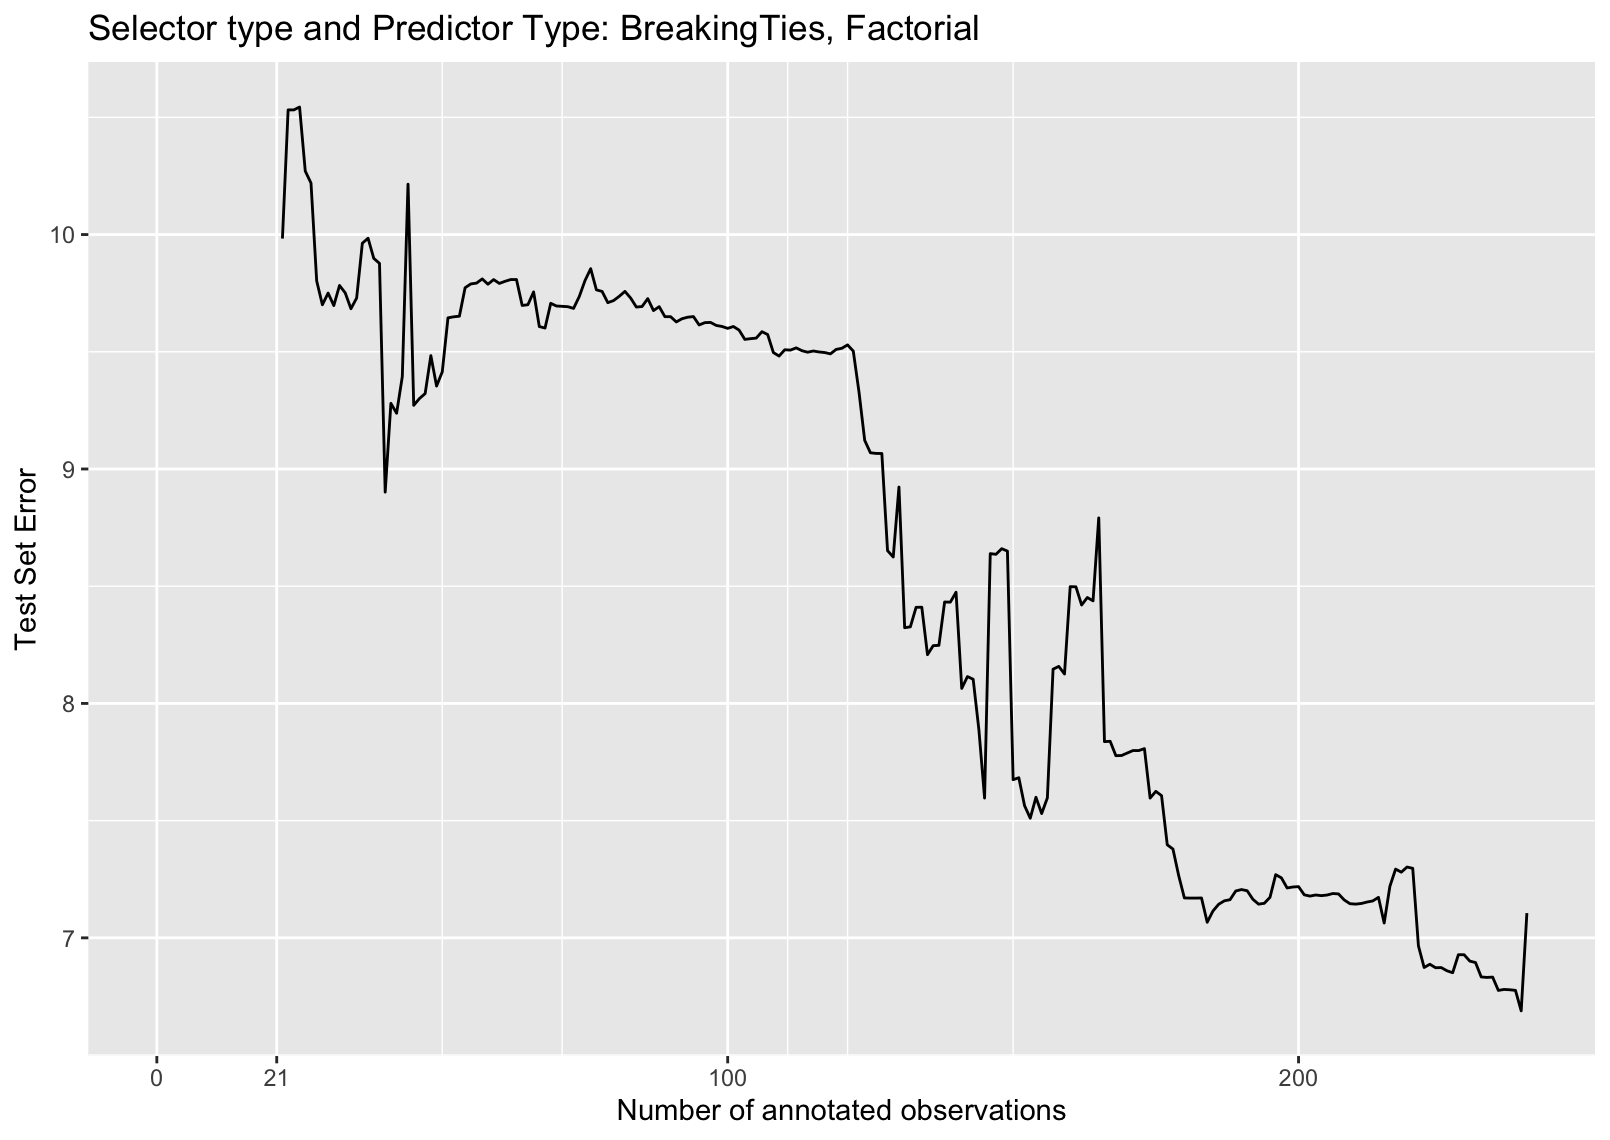 Selector type and Predictor Type: BreakingTies, Factorial
10
9
8
7
Test Set Error
0 21 100 200
Number of annotated observations